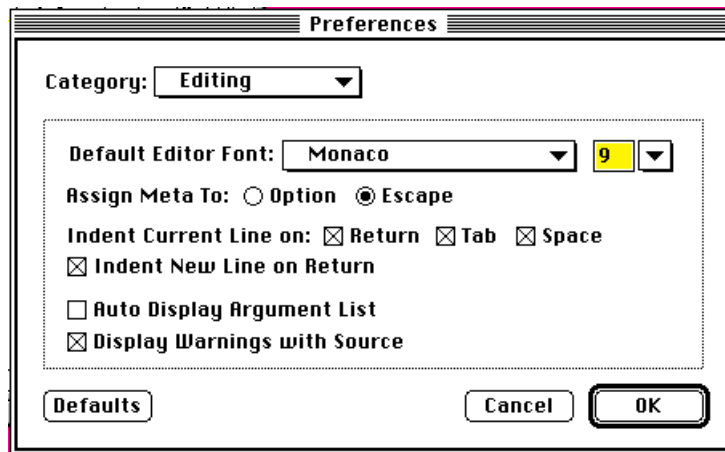 Preferences
Category: Editing
Default Editor Font: Monaco 9
Assign Meta To: Option Escape
Indent Current Line on: Return Tab Space
Indent New Line on Return
Auto Display Argument List
Display Warnings with Source
Defaults Cancel OK